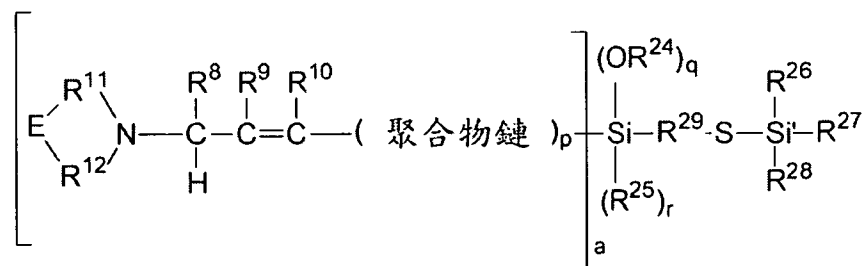 (OR²⁴)q
R⁸ R⁹ R¹⁰ R²⁶
R¹¹
E N—C—C=C—( 聚合物鏈 )p—Si—R²⁹—S—Si'—R²⁷
R¹²
H (R²⁵)r R²⁸
a